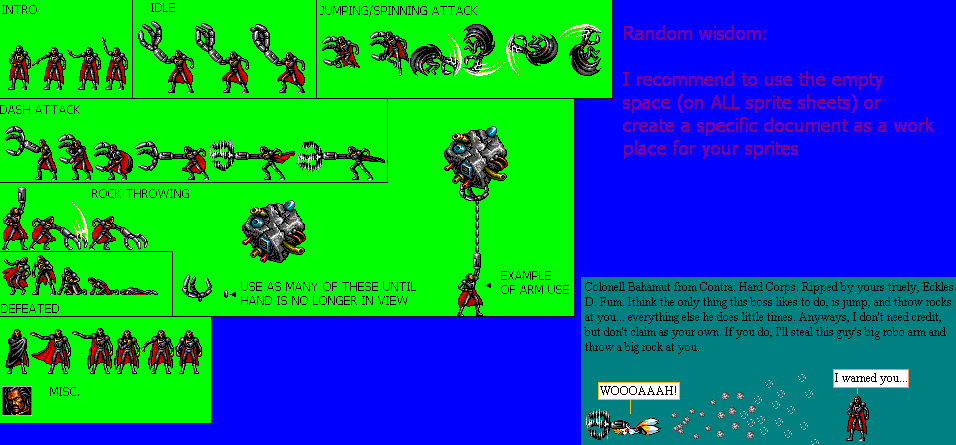 INTRO
IDLE
JUMPING/SPINNING ATTACK
Random wisdom:
I recommend to use the empty
space (on ALL sprite sheets) or
create a specific document as a work
place for your sprites
DASH ATTACK
ROCK THROWING
USE AS MANY OF THESE UNTIL
HAND IS NO LONGER IN VIEW
EXAMPLE
OF ARM USE
DEFEATED
MISC.
Colonell Bahamut from Contra: Hard Corps. Ripped by yours truely, Eckles
D. Fum. Ithink the only thing this boss likes to do, is jump, and throw rocks
at you... everything else he does little times. Anyways, I don't need credit,
but don't claim as your own. If you do, I'll steal this guy's big robo arm and
throw a big rock at you.
WOOOAAAH!
I warned you...